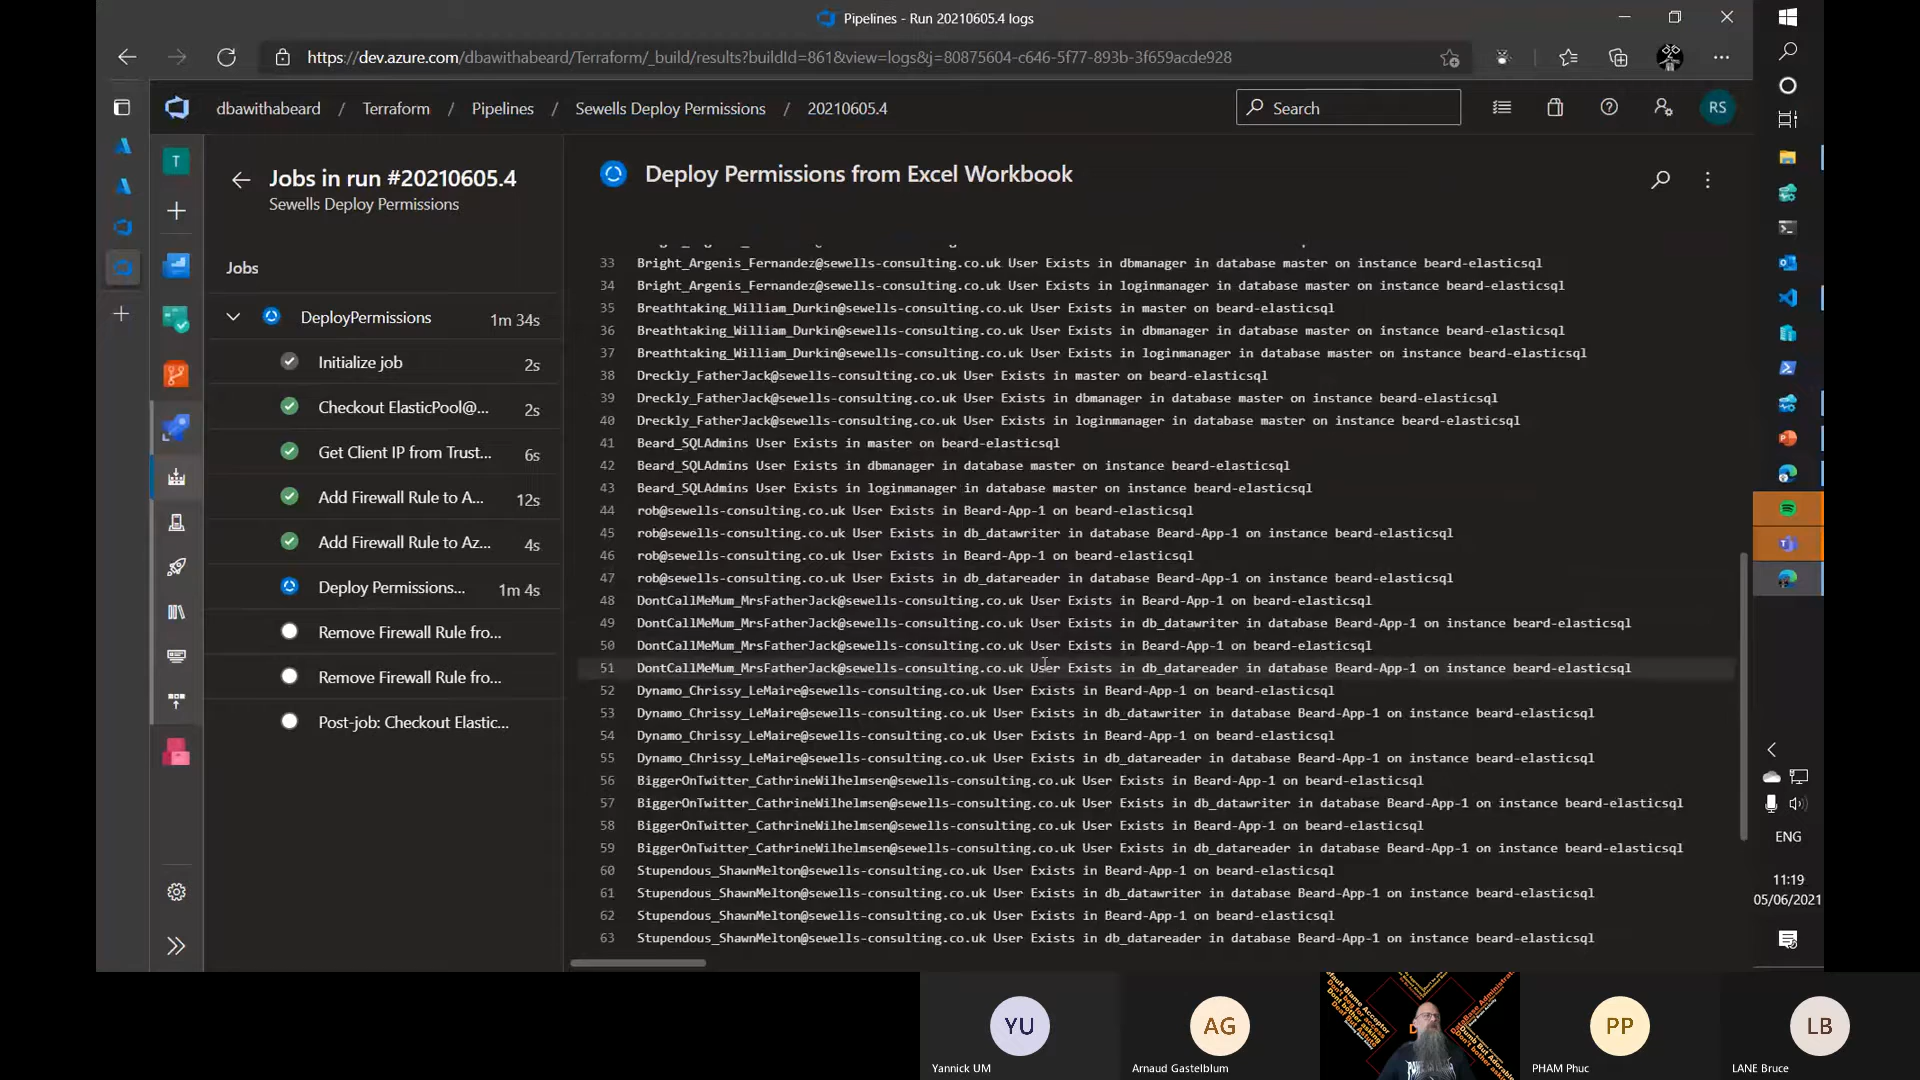 Pipelines - Run 20210605.4 logs
https://dev.azure.com/dbawithabeard/Terraform/_build/results?buildId=861&view=logs&j=80875604-c646-5f77-893b-3f659acde928
dbawithabeard / Terraform / Pipelines / Sewells Deploy Permissions / 20210605.4
Search
RS
T
Jobs in run #20210605.4
Sewells Deploy Permissions
Jobs
DeployPermissions 1m 34s
Initialize job 2s
Checkout ElasticPool@... 2s
Get Client IP from Trust... 6s
Add Firewall Rule to A... 12s
Add Firewall Rule to Az... 4s
Deploy Permissions... 1m 4s
Remove Firewall Rule fro...
Remove Firewall Rule fro...
Post-job: Checkout Elastic...
Deploy Permissions from Excel Workbook
33 Bright_Argenis_Fernandez@sewells-consulting.co.uk User Exists in dbmanager in database master on instance beard-elasticsql
34 Bright_Argenis_Fernandez@sewells-consulting.co.uk User Exists in loginmanager in database master on instance beard-elasticsql
35 Breathtaking_William_Durkin@sewells-consulting.co.uk User Exists in master on beard-elasticsql
36 Breathtaking_William_Durkin@sewells-consulting.co.uk User Exists in dbmanager in database master on instance beard-elasticsql
37 Breathtaking_William_Durkin@sewells-consulting.co.uk User Exists in loginmanager in database master on instance beard-elasticsql
38 Dreckly_FatherJack@sewells-consulting.co.uk User Exists in master on beard-elasticsql
39 Dreckly_FatherJack@sewells-consulting.co.uk User Exists in dbmanager in database master on instance beard-elasticsql
40 Dreckly_FatherJack@sewells-consulting.co.uk User Exists in loginmanager in database master on instance beard-elasticsql
41 Beard_SQLAdmins User Exists in master on beard-elasticsql
42 Beard_SQLAdmins User Exists in dbmanager in database master on instance beard-elasticsql
43 Beard_SQLAdmins User Exists in loginmanager in database master on instance beard-elasticsql
44 rob@sewells-consulting.co.uk User Exists in Beard-App-1 on beard-elasticsql
45 rob@sewells-consulting.co.uk User Exists in db_datawriter in database Beard-App-1 on instance beard-elasticsql
46 rob@sewells-consulting.co.uk User Exists in Beard-App-1 on beard-elasticsql
47 rob@sewells-consulting.co.uk User Exists in db_datareader in database Beard-App-1 on instance beard-elasticsql
48 DontCallMeMum_MrsFatherJack@sewells-consulting.co.uk User Exists in Beard-App-1 on beard-elasticsql
49 DontCallMeMum_MrsFatherJack@sewells-consulting.co.uk User Exists in db_datawriter in database Beard-App-1 on instance beard-elasticsql
50 DontCallMeMum_MrsFatherJack@sewells-consulting.co.uk User Exists in Beard-App-1 on beard-elasticsql
51 DontCallMeMum_MrsFatherJack@sewells-consulting.co.uk User Exists in db_datareader in database Beard-App-1 on instance beard-elasticsql
52 Dynamo_Chrissy_LeMaire@sewells-consulting.co.uk User Exists in Beard-App-1 on beard-elasticsql
53 Dynamo_Chrissy_LeMaire@sewells-consulting.co.uk User Exists in db_datawriter in database Beard-App-1 on instance beard-elasticsql
54 Dynamo_Chrissy_LeMaire@sewells-consulting.co.uk User Exists in Beard-App-1 on beard-elasticsql
55 Dynamo_Chrissy_LeMaire@sewells-consulting.co.uk User Exists in db_datareader in database Beard-App-1 on instance beard-elasticsql
56 BiggerOnTwitter_CathrineWilhelmsen@sewells-consulting.co.uk User Exists in Beard-App-1 on beard-elasticsql
57 BiggerOnTwitter_CathrineWilhelmsen@sewells-consulting.co.uk User Exists in db_datawriter in database Beard-App-1 on instance beard-elasticsql
58 BiggerOnTwitter_CathrineWilhelmsen@sewells-consulting.co.uk User Exists in Beard-App-1 on beard-elasticsql
59 BiggerOnTwitter_CathrineWilhelmsen@sewells-consulting.co.uk User Exists in db_datareader in database Beard-App-1 on instance beard-elasticsql
60 Stupendous_ShawnMelton@sewells-consulting.co.uk User Exists in Beard-App-1 on beard-elasticsql
61 Stupendous_ShawnMelton@sewells-consulting.co.uk User Exists in db_datawriter in database Beard-App-1 on instance beard-elasticsql
62 Stupendous_ShawnMelton@sewells-consulting.co.uk User Exists in Beard-App-1 on beard-elasticsql
63 Stupendous_ShawnMelton@sewells-consulting.co.uk User Exists in db_datareader in database Beard-App-1 on instance beard-elasticsql
ENG
11:19
05/06/2021
YU
Yannick UM
AG
Arnaud Gastelblum
PP
PHAM Phuc
LB
LANE Bruce